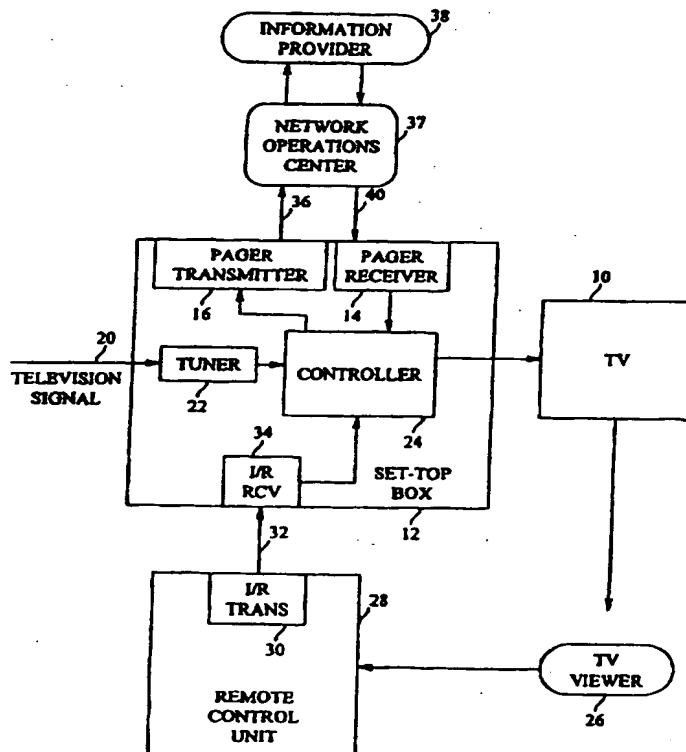 INFORMATION
PROVIDER
38
NETWORK
OPERATIONS
CENTER
37
36
40
PAGER
TRANSMITTER
16
PAGER
RECEIVER
14
10
TV
20
TELEVISION
SIGNAL
TUNER
22
CONTROLLER
24
34
I/R
RCV
SET-TOP
BOX
12
32
I/R
TRANS
30
28
REMOTE
CONTROL
UNIT
TV
VIEWER
26